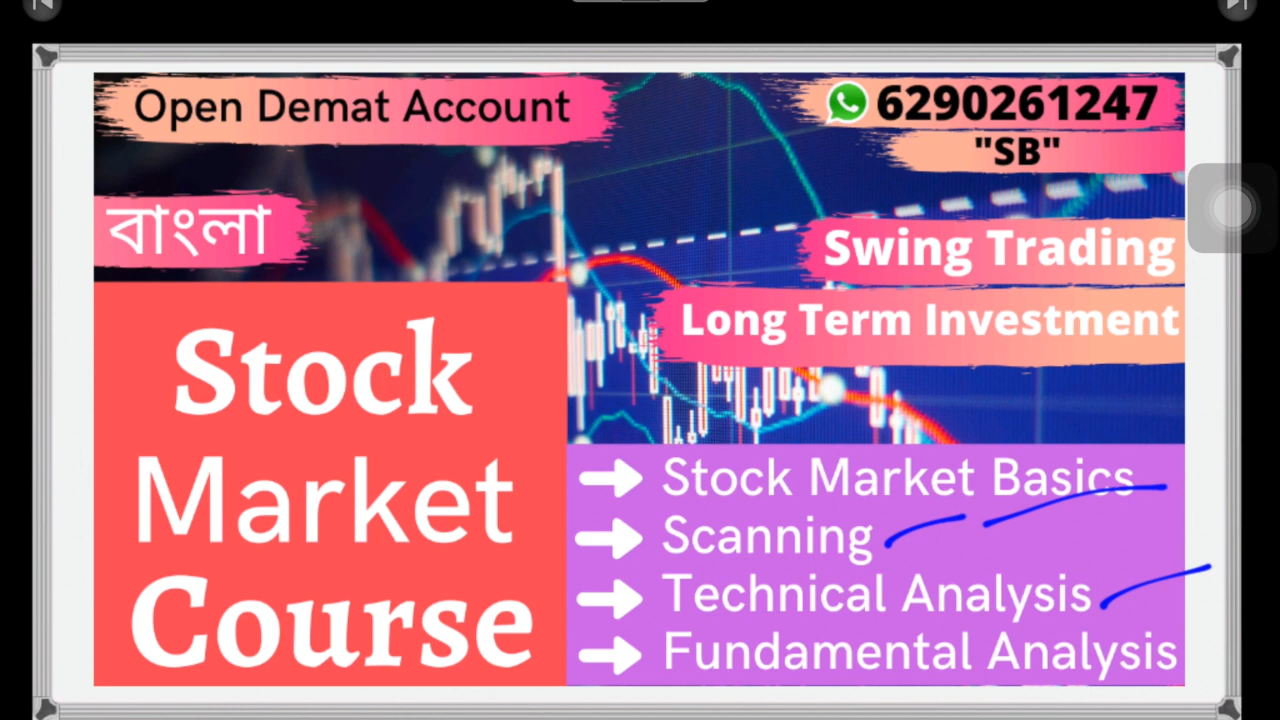 Open Demat Account
6290261247
"SB"
বাংলা
Swing Trading
Long Term Investment
Stock
Market
Course
Stock Market Basics
Scanning
Technical Analysis
Fundamental Analysis